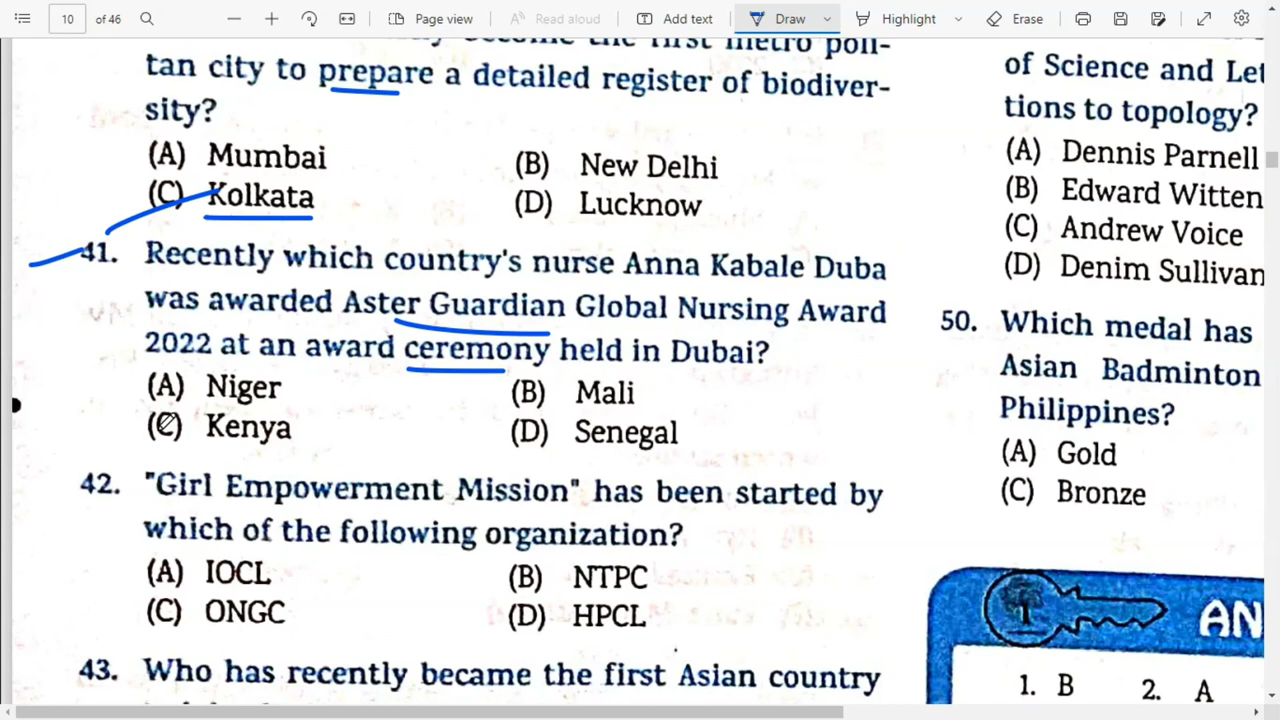 10 of 46 Page view Read aloud Add text Draw Highlight Erase
tan city to prepare a detailed register of biodiver-
sity?
(A) Mumbai (B) New Delhi
(C) Kolkata (D) Lucknow
41. Recently which country's nurse Anna Kabale Duba
was awarded Aster Guardian Global Nursing Award
2022 at an award ceremony held in Dubai?
(A) Niger (B) Mali
(C) Kenya (D) Senegal
42. "Girl Empowerment Mission" has been started by
which of the following organization?
(A) IOCL (B) NTPC
(C) ONGC (D) HPCL
43. Who has recently became the first Asian country
of Science and Let
tions to topology?
(A) Dennis Parnell
(B) Edward Witten
(C) Andrew Voice
(D) Denim Sullivan
50. Which medal has
Asian Badminton
Philippines?
(A) Gold
(C) Bronze
AN
1. B 2. A